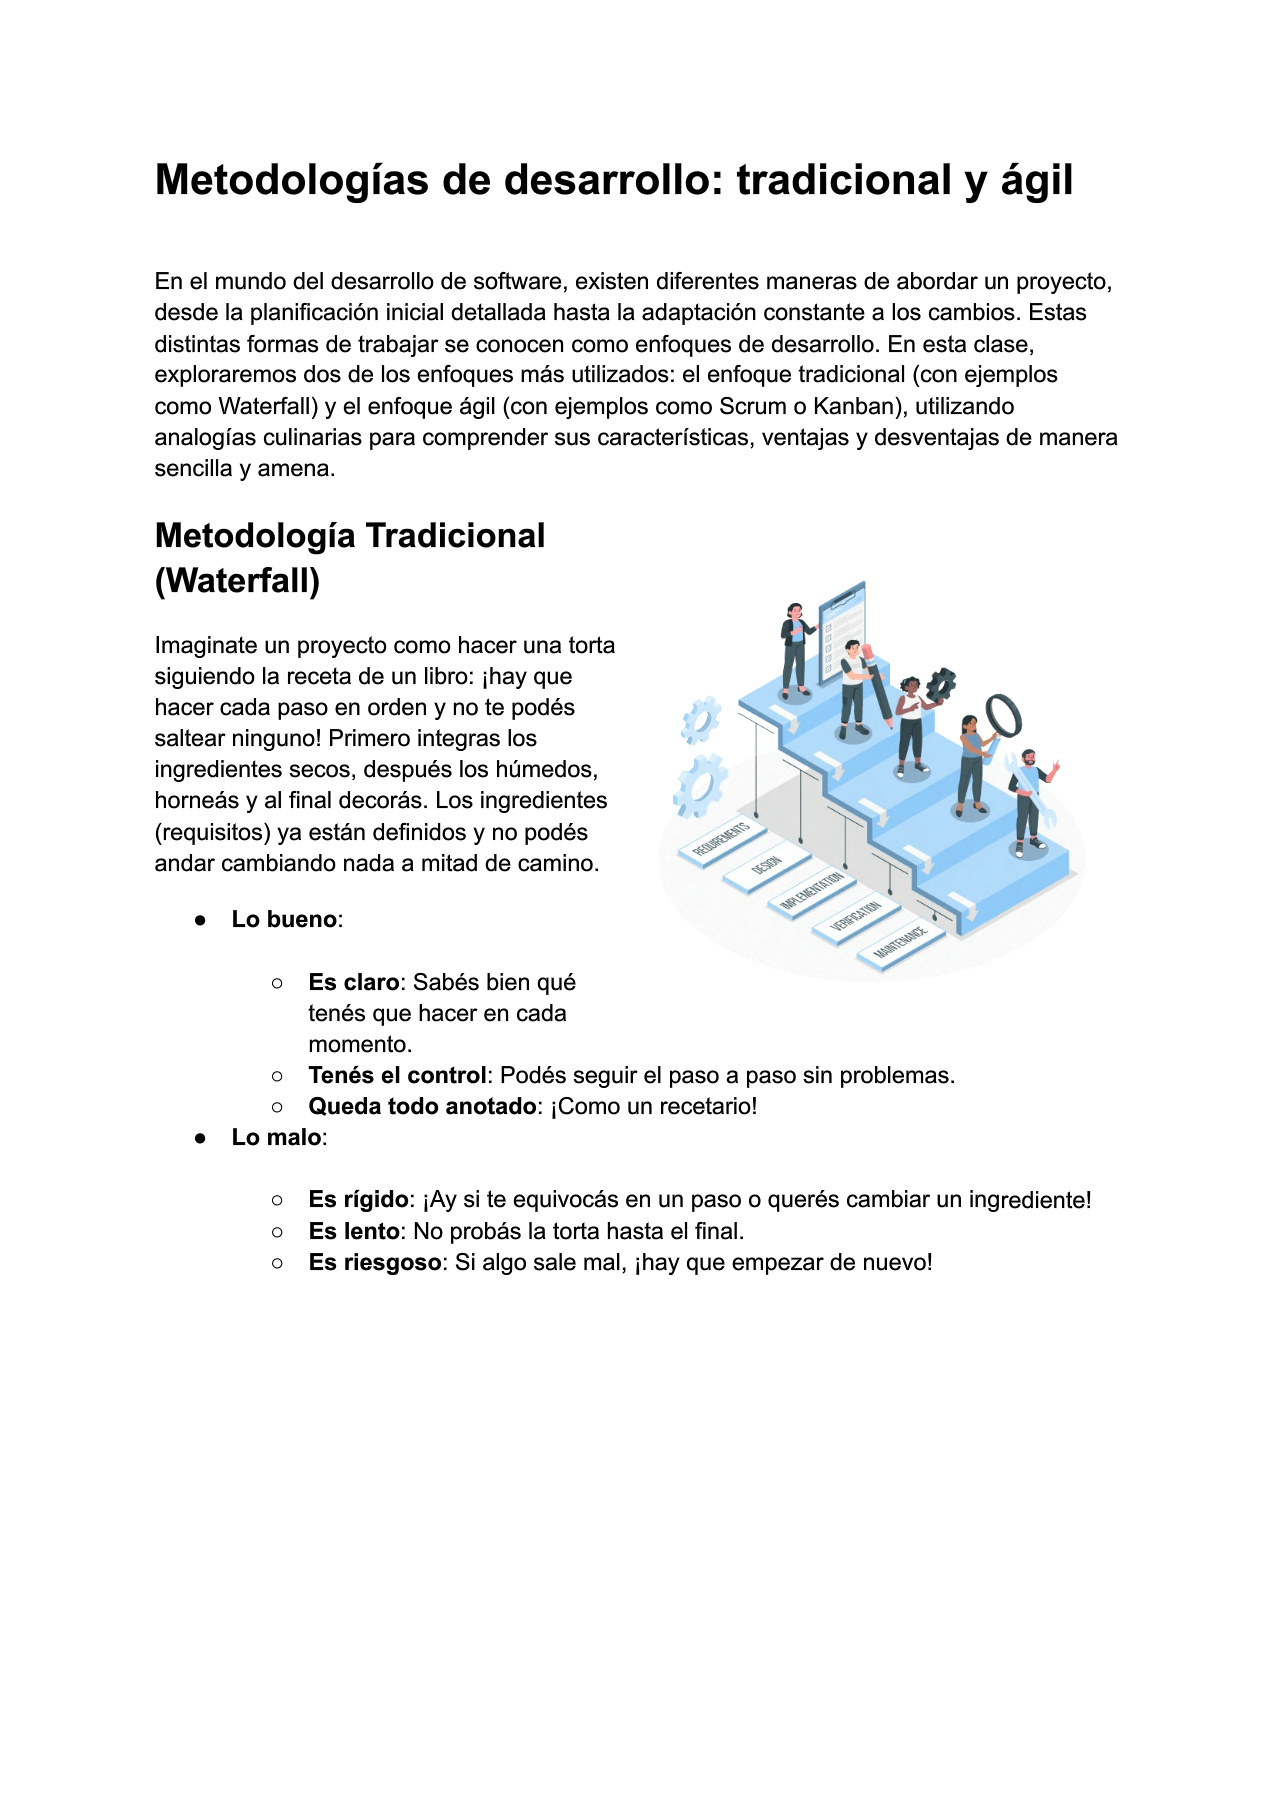 Metodologías de desarrollo: tradicional y ágil
En el mundo del desarrollo de software, existen diferentes maneras de abordar un proyecto,
desde la planificación inicial detallada hasta la adaptación constante a los cambios. Estas
distintas formas de trabajar se conocen como enfoques de desarrollo. En esta clase,
exploraremos dos de los enfoques más utilizados: el enfoque tradicional (con ejemplos
como Waterfall) y el enfoque ágil (con ejemplos como Scrum o Kanban), utilizando
analogías culinarias para comprender sus características, ventajas y desventajas de manera
sencilla y amena.
Metodología Tradicional
(Waterfall)
Imaginate un proyecto como hacer una torta
siguiendo la receta de un libro: ¡hay que
hacer cada paso en orden y no te podés
saltear ninguno! Primero integras los
ingredientes secos, después los húmedos,
horneás y al final decorás. Los ingredientes
(requisitos) ya están definidos y no podés
andar cambiando nada a mitad de camino.
REQUIREMENTS
DESIGN
IMPLEMENTATION
VERIFICATION
MAINTENANCE
● Lo bueno:
○ Es claro: Sabés bien qué
tenés que hacer en cada
momento.
○ Tenés el control: Podés seguir el paso a paso sin problemas.
○ Queda todo anotado: ¡Como un recetario!
● Lo malo:
○ Es rígido: ¡Ay si te equivocás en un paso o querés cambiar un ingrediente!
○ Es lento: No probás la torta hasta el final.
○ Es riesgoso: Si algo sale mal, ¡hay que empezar de nuevo!